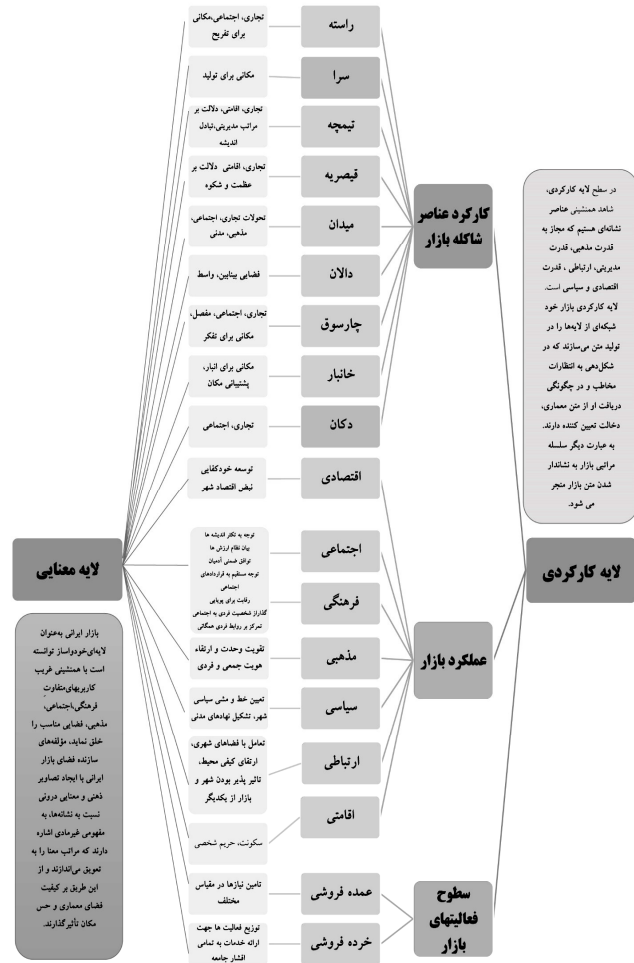 در سطح لایه کارکردی،
شاهد همنشینی عناصر
نشانه‌ای هستیم که مجاز به
قدرت مذهبی، قدرت
مدیریتی، ارتباطی ، قدرت
اقتصادی و سیاسی است.
لایه کارکردی بازار خود
شبکه‌ای از لایه‌ها را در
تولید متن می‌سازند که در
شکل‌دهی به انتظارات
مخاطب و در چگونگی
دریافت او از متن معماری،
دخالت تعیین کننده دارند.
به عبارت دیگر سلسله
مراتبی بازار به نشاندار
شدن متن بازار منجر
می شود.
لایه کارکردی
کارکرد عناصر
شاکله بازار
راسته
تجاری، اجتماعی،مکانی
برای تفریح
سرا
مکانی برای تولید
تیمچه
تجاری، اقامتی، دلالت بر
مراتب مدیریتی،تبادل
اندیشه
قیصریه
تجاری، اقامتی دلالت بر
عظمت و شکوه
میدان
تحولات تجاری، اجتماعی،
مذهبی، مدنی
دالان
فضایی بینابین، واسط
چارسوق
تجاری، اجتماعی، مفصل،
مکانی برای تفکر
خانبار
مکانی برای انبار،
پشتیبانی مکان
دکان
تجاری، اجتماعی
عملکرد بازار
اقتصادی
توسعه خودکفایی
نبض اقتصاد شهر
اجتماعی
فرهنگی
توجه به تکثر اندیشه ها
بیان نظام ارزش ها
توافق ضمنی آدمیان
توجه مستقیم به قراردادهای
اجتماعی
رقابت برای پویایی
گذاراز شخصیت فردی به اجتماعی
تمرکز بر روابط فردی همگانی
مذهبی
تقویت وحدت و ارتقاء
هویت جمعی و فردی
سیاسی
تعیین خط و مشی سیاسی
شهر، تشکیل نهادهای مدنی
ارتباطی
تعامل با فضاهای شهری،
ارتقای کیفی محیط،
تاثیر پذیر بودن شهر و
بازار از یکدیگر
اقامتی
سکونت، حریم شخصی
سطوح
فعالیتهای
بازار
عمده فروشی
تامین نیازها در مقیاس
مختلف
خرده فروشی
توزیع فعالیت ها جهت
ارائه خدمات به تمامی
اقشار جامعه
لایه معنایی
بازار ایرانی به‌عنوان
لایه‌ای‌خودواساز توانسته
است با همنشینی غریب
کاربریهای‌متفاوت
فرهنگی،اجتماعی،
مذهبی، فضایی مناسب را
خلق نماید، مؤلفه‌های
سازنده فضای بازار
ایرانی با ایجاد تصاویر
ذهنی و معنایی درونی
نسبت به نشانه‌ها، به
مفهومی غیرمادی اشاره
دارند که مراتب معنا را به
تعویق می‌اندازند و از
این طریق بر کیفیت
فضای معماری و حس
مکان تأثیرگذارند.